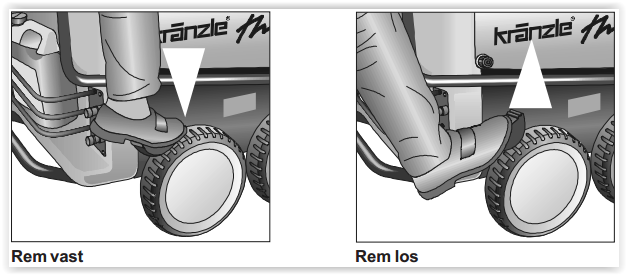 kränzle
kränzle
Rem vast
Rem los